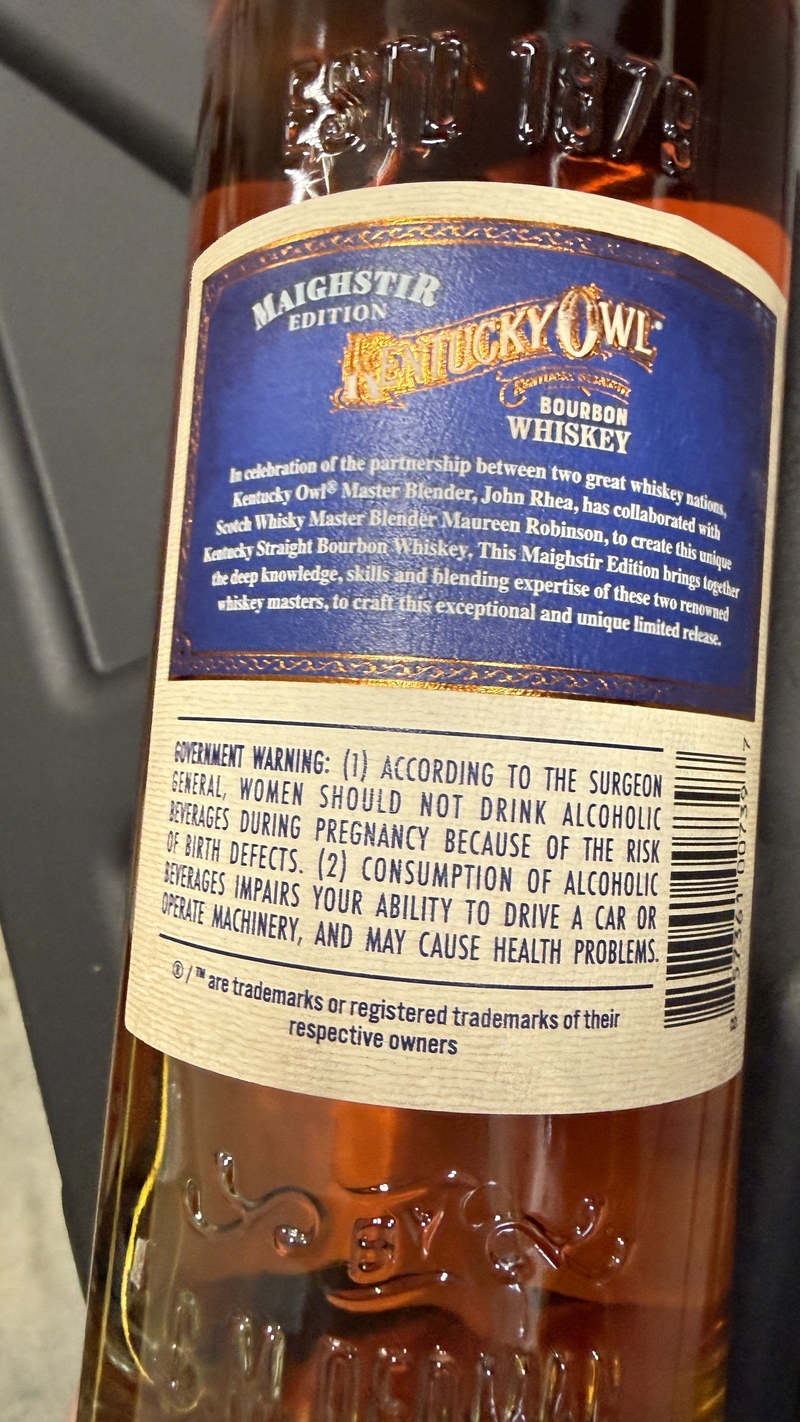 ESTD 1879
MAIGHSTIR
EDITION
KENTUCKY OWL
BOURBON
WHISKEY
In celebration of the partnership between two great whiskey nations,
Kentucky Owl® Master Blender, John Rhea, has collaborated with
Scotch Whisky Master Blender Maureen Robinson, to create this unique
Kentucky Straight Bourbon Whiskey. This Maighstir Edition brings together
the deep knowledge, skills and blending expertise of these two renowned
whiskey masters, to craft this exceptional and unique limited release.
GOVERNMENT WARNING: (1) ACCORDING TO THE SURGEON
GENERAL, WOMEN SHOULD NOT DRINK ALCOHOLIC
BEVERAGES DURING PREGNANCY BECAUSE OF THE RISK
OF BIRTH DEFECTS. (2) CONSUMPTION OF ALCOHOLIC
BEVERAGES IMPAIRS YOUR ABILITY TO DRIVE A CAR OR
OPERATE MACHINERY, AND MAY CAUSE HEALTH PROBLEMS.
®/™ are trademarks or registered trademarks of their
respective owners
BY